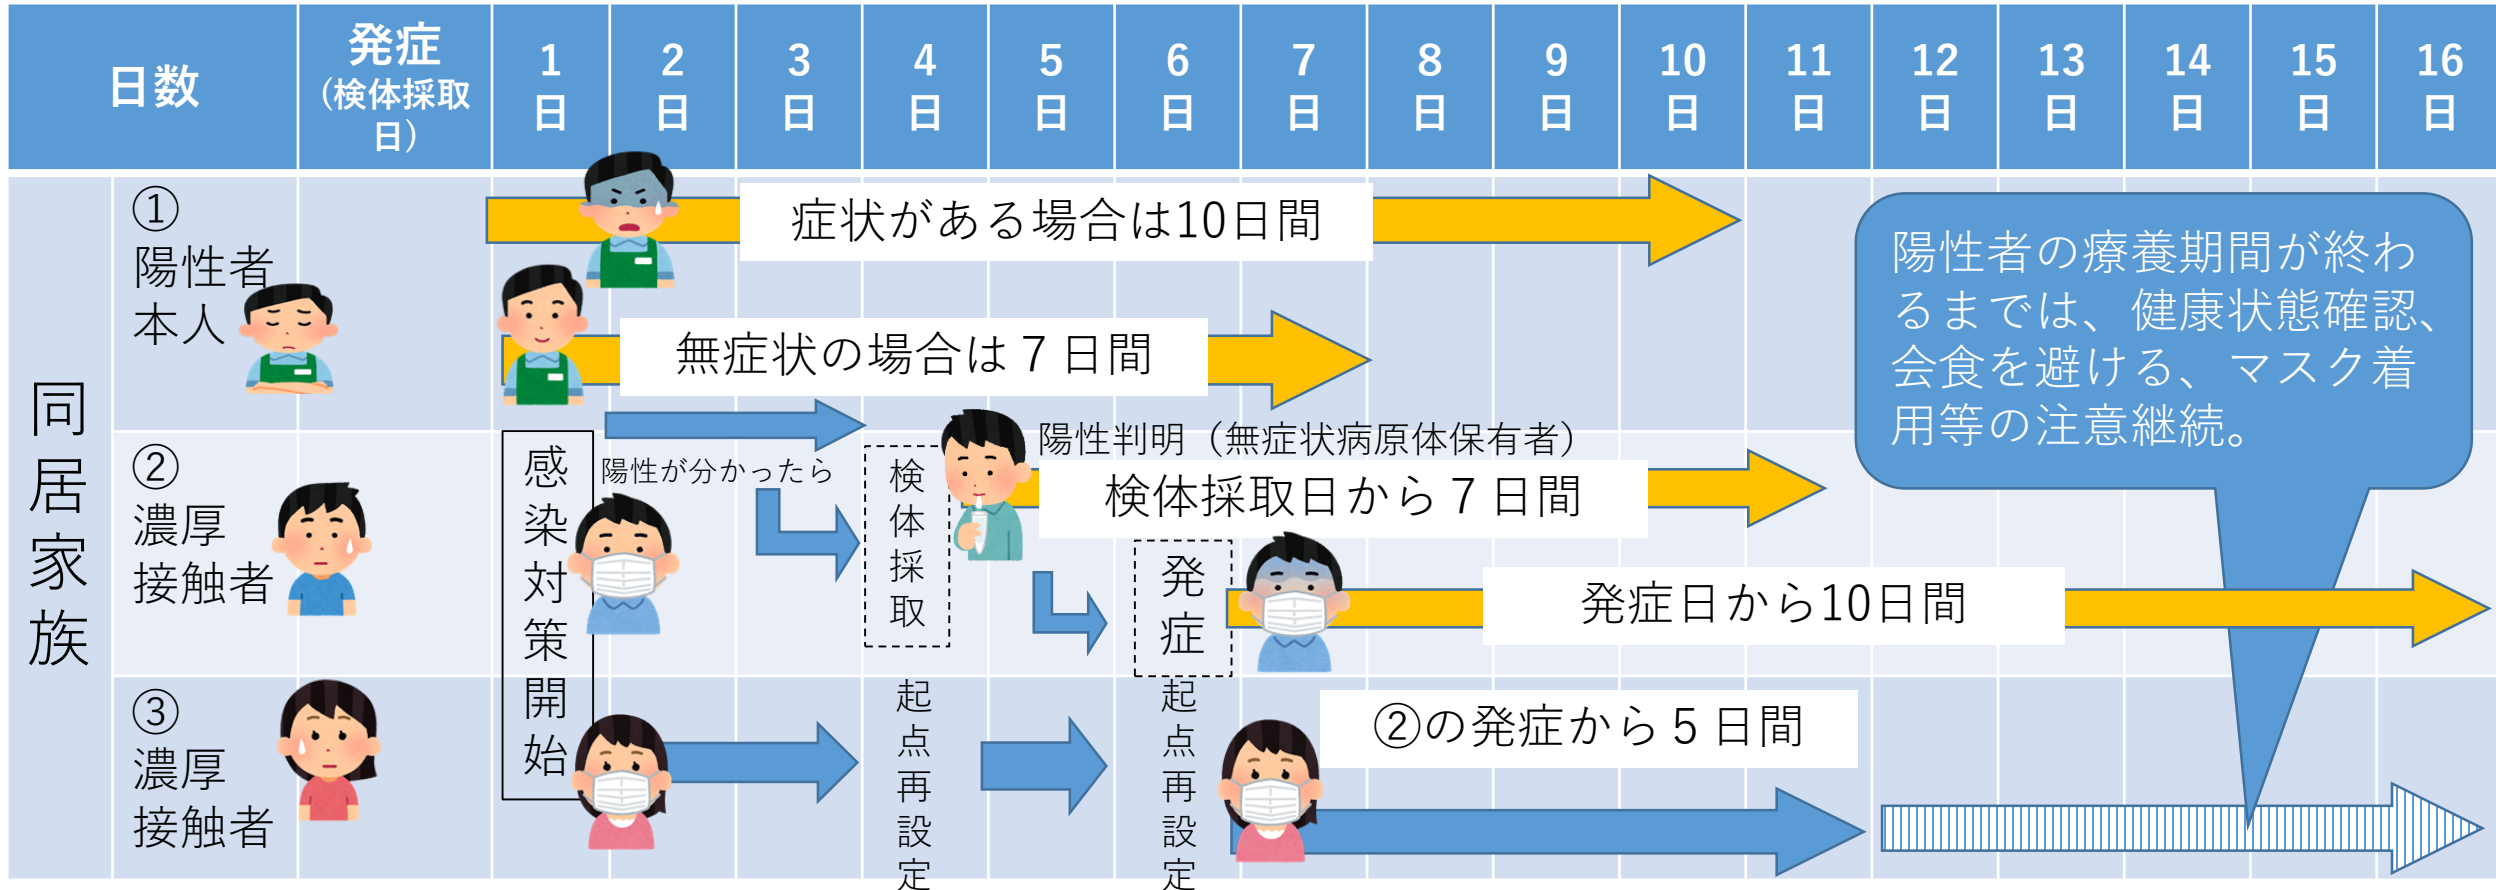 日数
発症
（検体採取
日）
1
日
2
日
3
日
4
日
5
日
6
日
7
日
8
日
9
日
10
日
11
日
12
日
13
日
14
日
15
日
16
日
同居家族
①
陽性者
本人
症状がある場合は10日間
無症状の場合は７日間
陽性者の療養期間が終わ
るまでは、健康状態確認、
会食を避ける、マスク着
用等の注意継続。
②
濃厚
接触者
感染対策開始
陽性が分かったら
検体採取
陽性判明（無症状病原体保有者）
検体採取日から７日間
発症
発症日から10日間
③
濃厚
接触者
起点再設定
起点再設定
②の発症から５日間